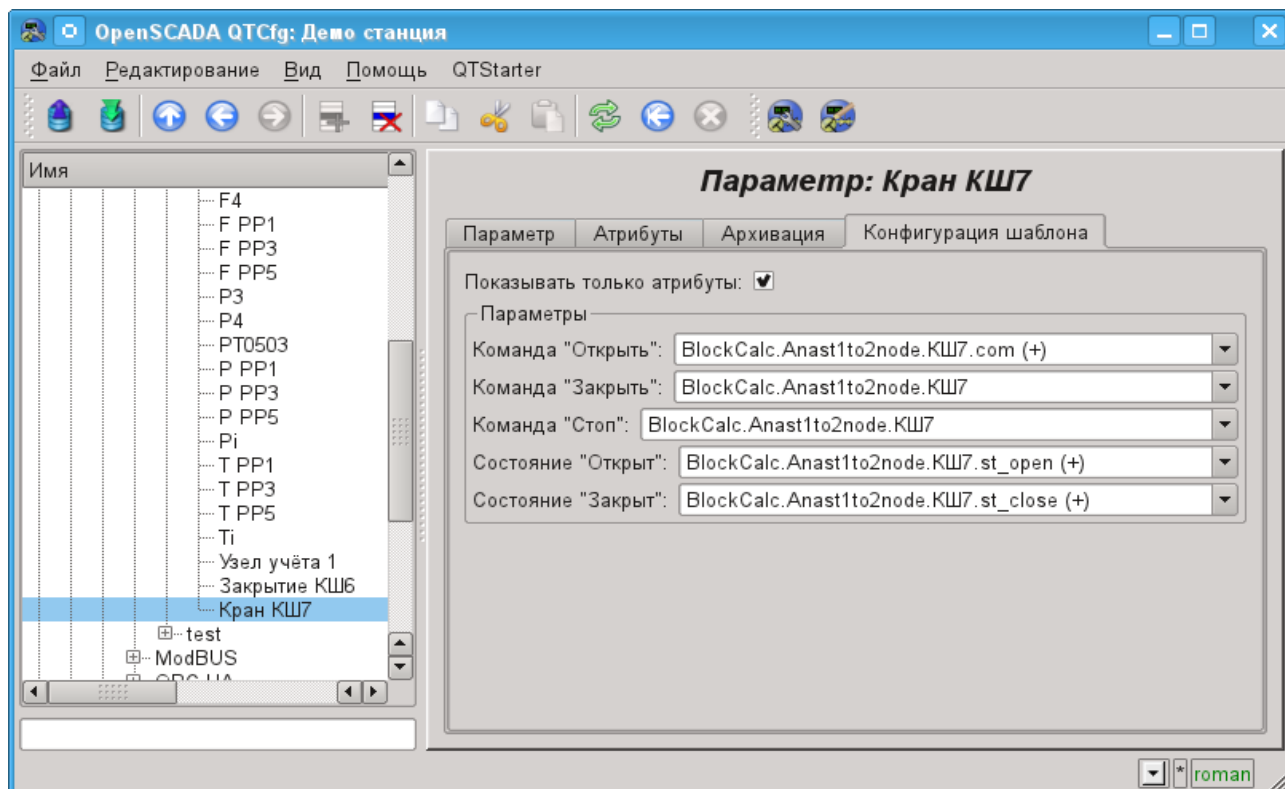 OpenSCADA QTCfg: Демо станция
Файл Редактирование Вид Помощь QTStarter
Имя
F4
F PP1
F PP3
F PP5
P3
P4
PT0503
P PP1
P PP3
P PP5
Pi
T PP1
T PP3
T PP5
Ti
Узел учёта 1
Закрытие КШ6
Кран КШ7
test
ModBUS
Параметр: Кран КШ7
Параметр Атрибуты Архивация Конфигурация шаблона
Показывать только атрибуты:
Параметры
Команда "Открыть": BlockCalc.Anast1to2node.КШ7.com (+)
Команда "Закрыть": BlockCalc.Anast1to2node.КШ7
Команда "Стоп": BlockCalc.Anast1to2node.КШ7
Состояние "Открыт": BlockCalc.Anast1to2node.КШ7.st_open (+)
Состояние "Закрыт": BlockCalc.Anast1to2node.КШ7.st_close (+)
* roman